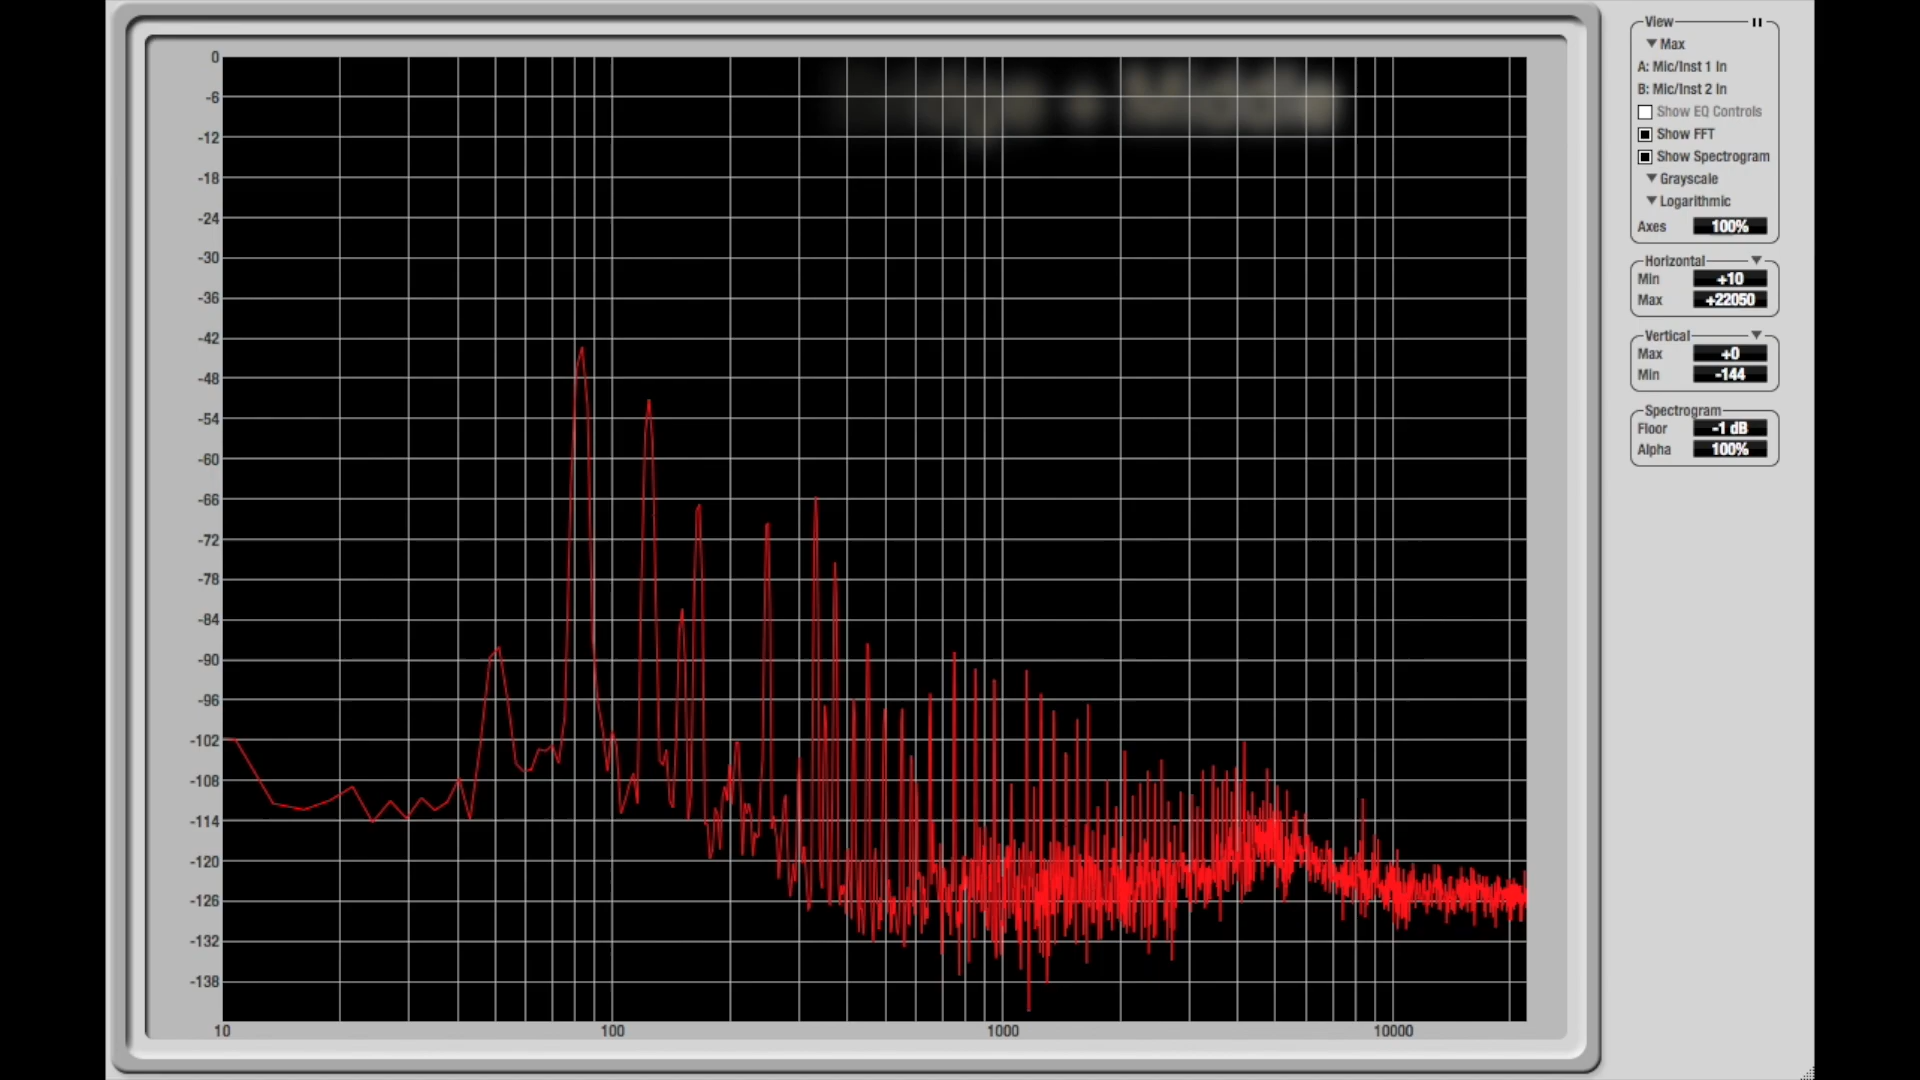 0
-6
-12
-18
-24
-30
-36
-42
-48
-54
-60
-66
-72
-78
-84
-90
-96
-102
-108
-114
-120
-126
-132
-138
10 100 1000 10000
View
Max
A: Mic/Inst 1 In
B: Mic/Inst 2 In
Show EQ Controls
Show FFT
Show Spectrogram
Grayscale
Logarithmic
Axes 100%
Horizontal
Min +10
Max +22050
Vertical
Max +0
Min -144
Spectrogram
Floor -1 dB
Alpha 100%